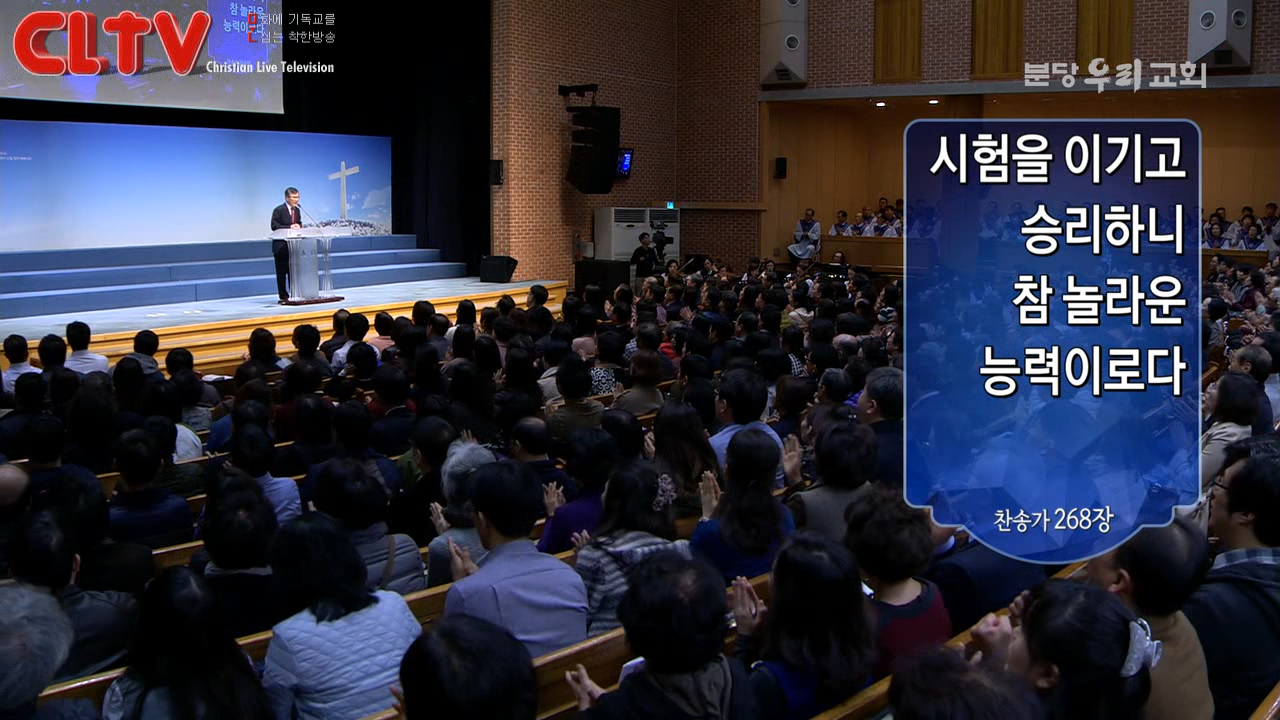 CLTV
문화에 기독교를
심는 착한방송
Christian Live Television
분당우리교회
시험을 이기고
승리하니
참 놀라운
능력이로다
찬송가 268장